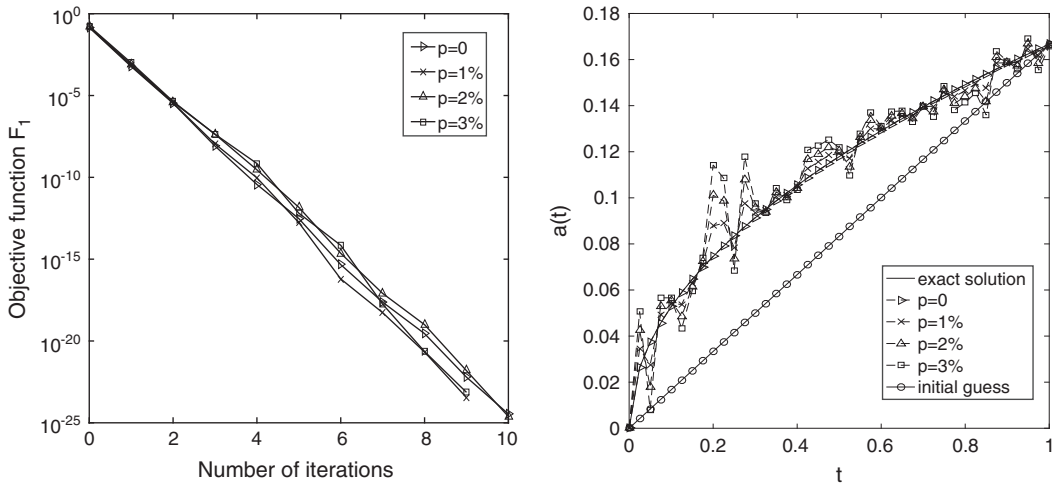 10^0
10^-5
10^-10
10^-15
10^-20
10^-25
Objective function F_1
0
2
4
6
8
10
Number of iterations
p=0
p=1%
p=2%
p=3%
0.18
0.16
0.14
0.12
0.1
0.08
0.06
0.04
0.02
0
a(t)
0
0.2
0.4
0.6
0.8
1
t
exact solution
p=0
p=1%
p=2%
p=3%
initial guess